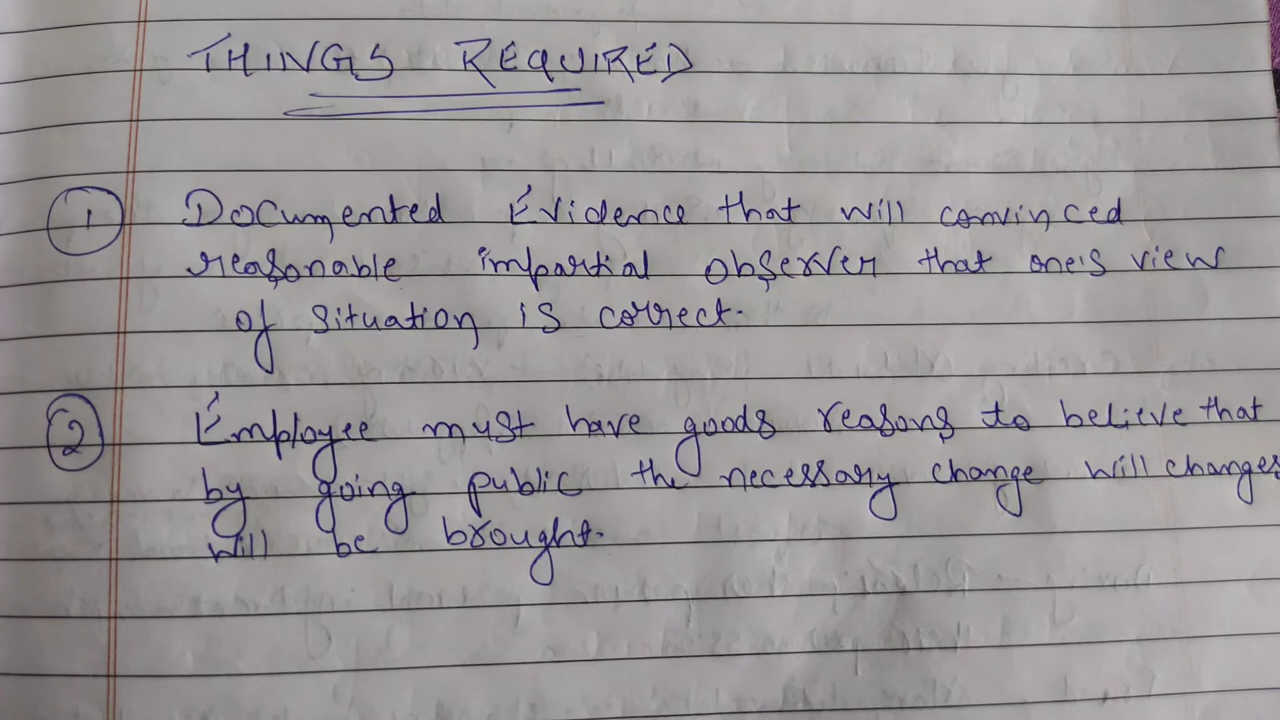 THINGS REQUIRED
① Documented Evidence that will convinced
reasonable impartial observer that one's view
of situation is correct.
② Employee must have goods reasons to believe that
by going public the necessary change will changes
will be brought.